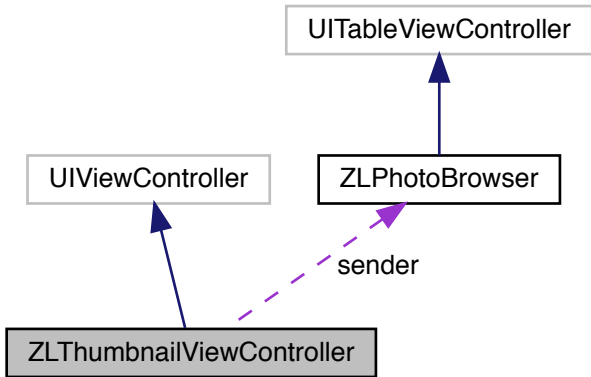 UITableViewController
UIViewController
ZLPhotoBrowser
sender
ZLThumbnailViewController